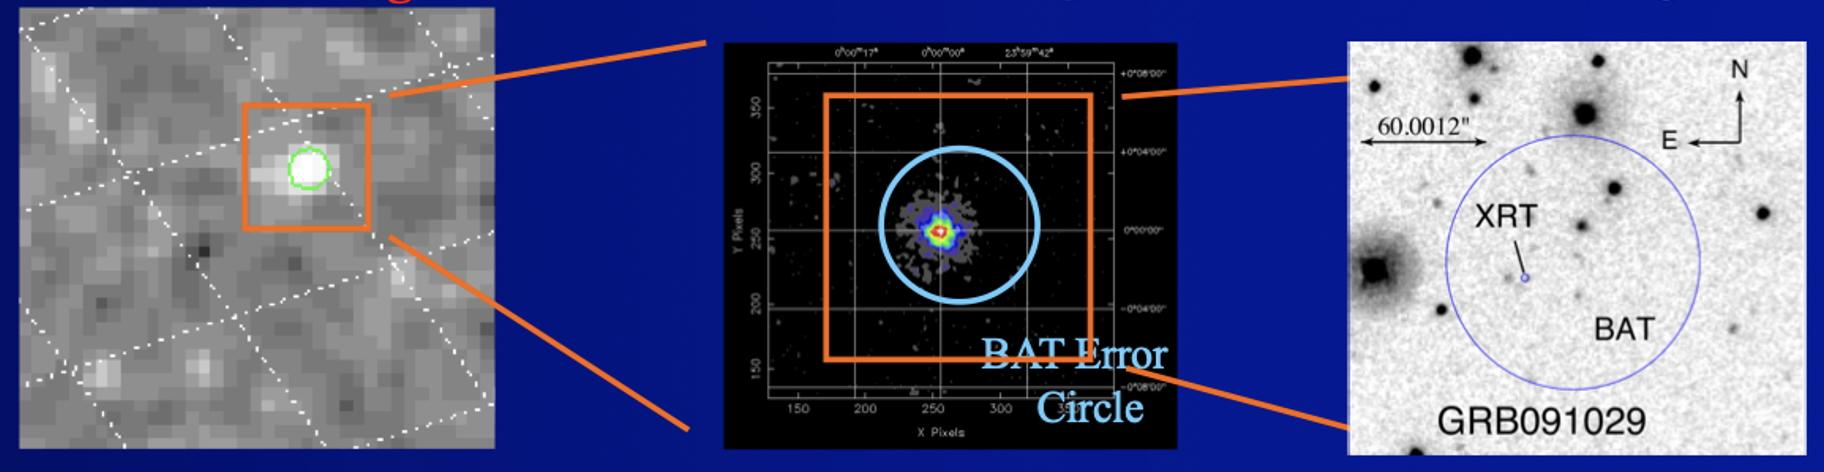 0ʰ00ᵐ17ˢ 0ʰ00ᵐ00ˢ 23ʰ59ᵐ42ˢ
350
300
250
200
150
Y Pixels
+0°08'00"
+0°04'00"
0°00'00"
-0°04'00"
-0°08'00"
BAT Error
Circle
150 200 250 300 350
X Pixels
N
60.0012"
E
XRT
BAT
GRB091029